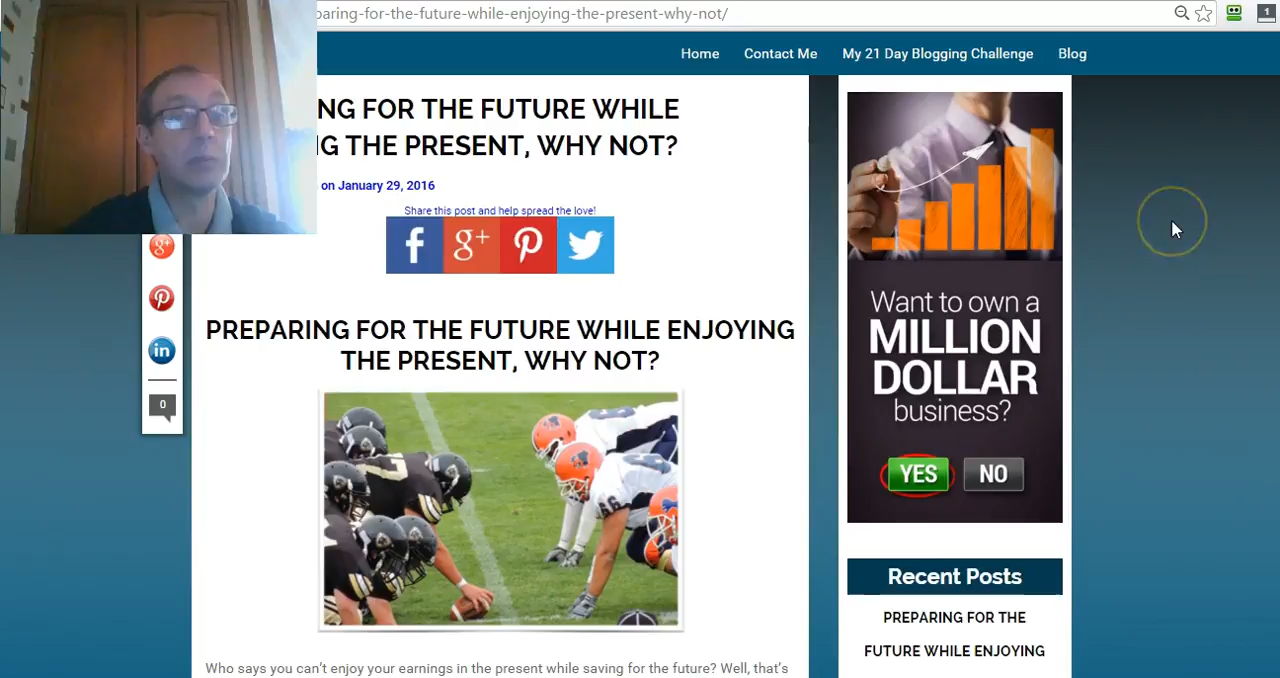 paring-for-the-future-while-enjoying-the-present-why-not/
1
Home Contact Me My 21 Day Blogging Challenge Blog
NG FOR THE FUTURE WHILE
G THE PRESENT, WHY NOT?
on January 29, 2016
Share this post and help spread the love!
f g+ 
g+
in
0
PREPARING FOR THE FUTURE WHILE ENJOYING
THE PRESENT, WHY NOT?
66
Who says you can't enjoy your earnings in the present while saving for the future? Well, that's
Want to own a
MILLION
DOLLAR
business?
YES NO
Recent Posts
PREPARING FOR THE
FUTURE WHILE ENJOYING